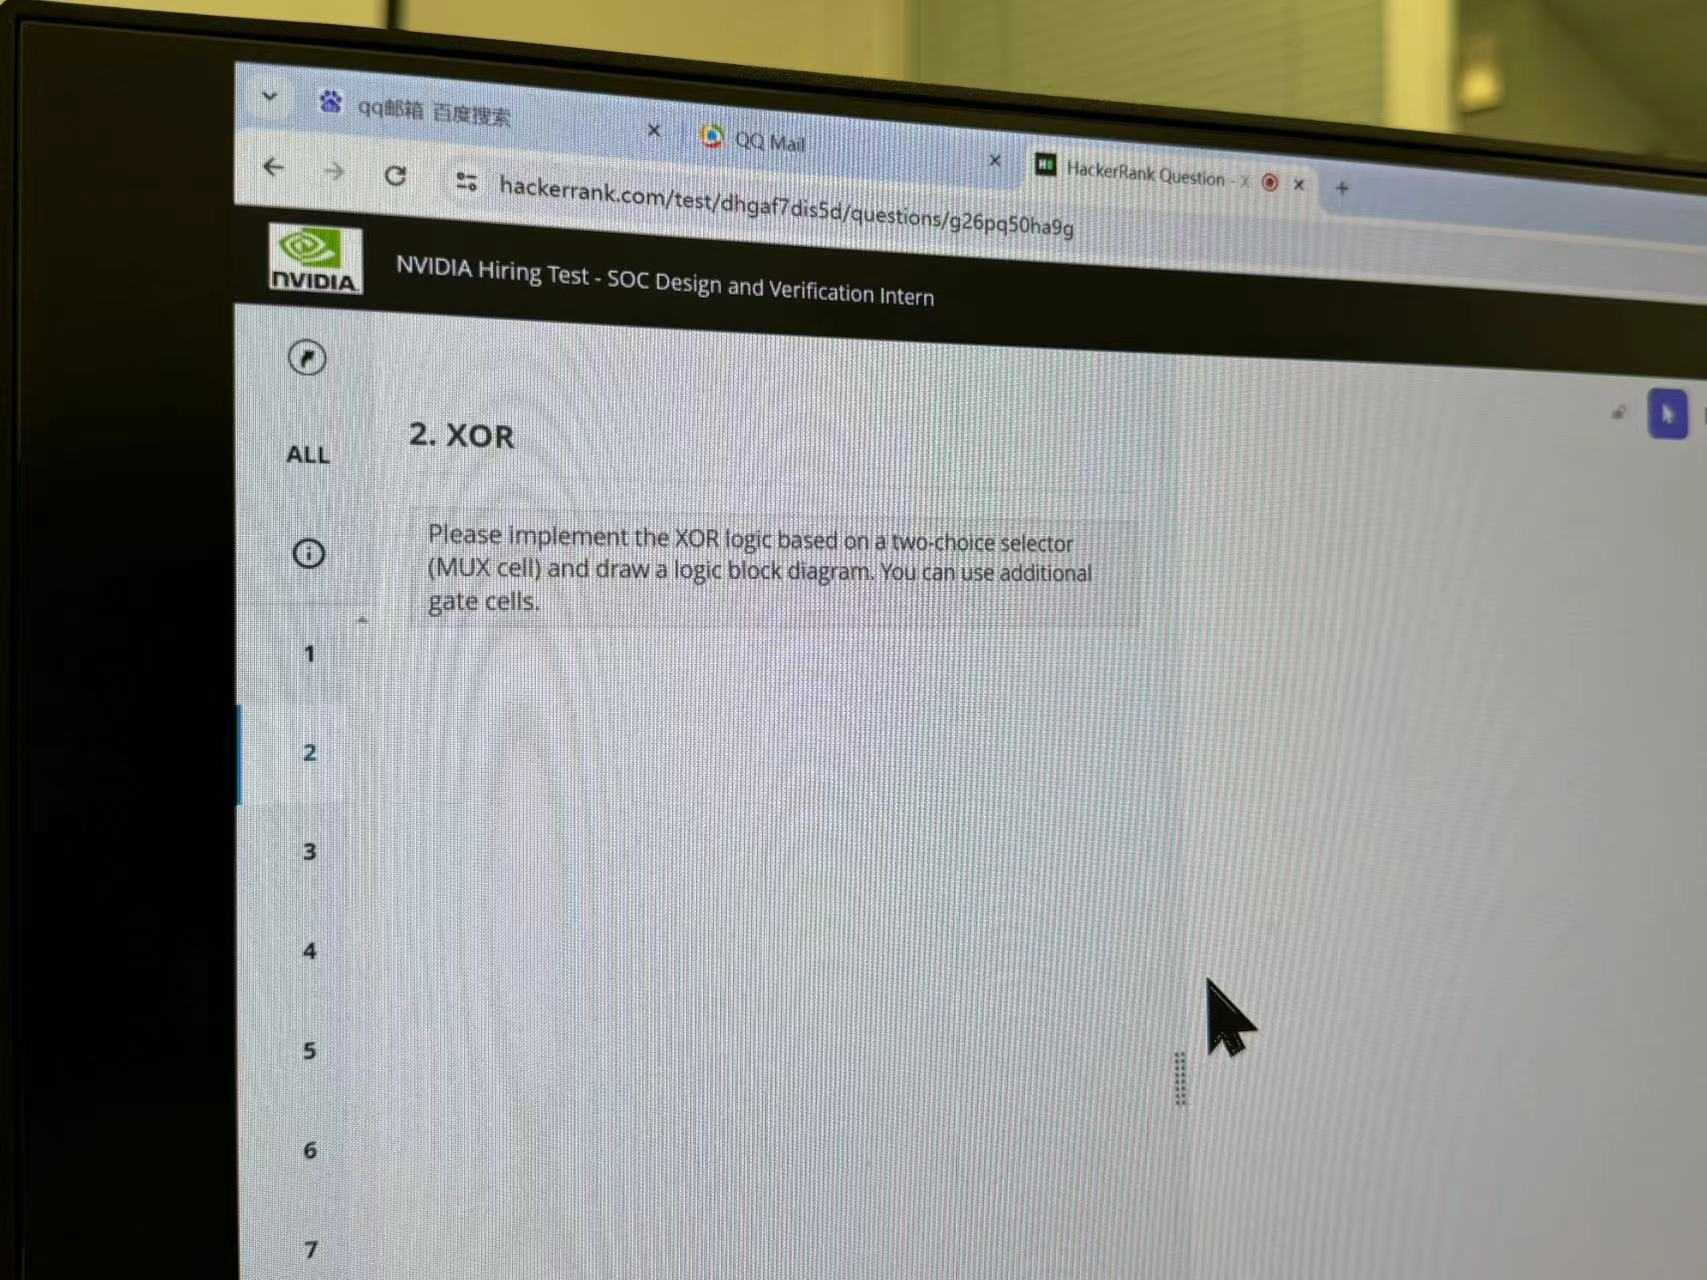 qq邮箱 百度搜索
QQ Mail
HackerRank Question - X
hackerrank.com/test/dhgaf7dis5d/questions/g26pq50ha9g
NVIDIA
NVIDIA Hiring Test - SOC Design and Verification Intern
ALL
2. XOR
Please implement the XOR logic based on a two-choice selector
(MUX cell) and draw a logic block diagram. You can use additional
gate cells.
1
2
3
4
5
6
7